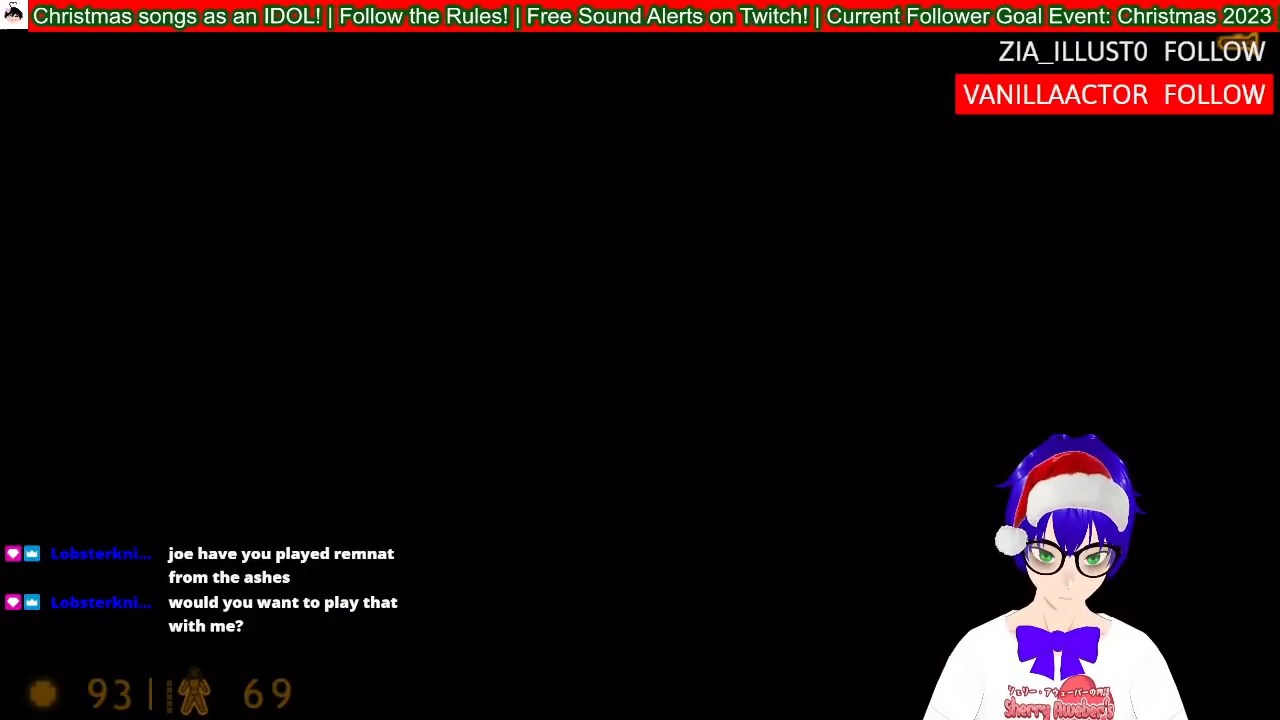 Christmas songs as an IDOL! | Follow the Rules! | Free Sound Alerts on Twitch! | Current Follower Goal Event: Christmas 2023
ZIA_ILLUST0 FOLLOW
VANILLAACTOR FOLLOW
Lobsterkni... joe have you played remnat
from the ashes
Lobsterkni... would you want to play that
with me?
93 | 69
Sherry Aweber's